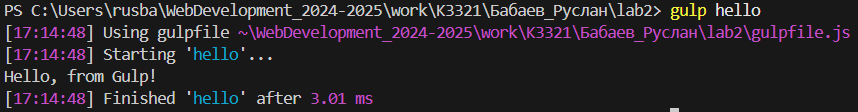 PS C:\Users\rusba\WebDevelopment_2024-2025\work\K3321\Бабаев_Руслан\lab2> gulp hello
[17:14:48] Using gulpfile ~\WebDevelopment_2024-2025\work\K3321\Бабаев_Руслан\lab2\gulpfile.js
[17:14:48] Starting 'hello'...
Hello, from Gulp!
[17:14:48] Finished 'hello' after 3.01 ms